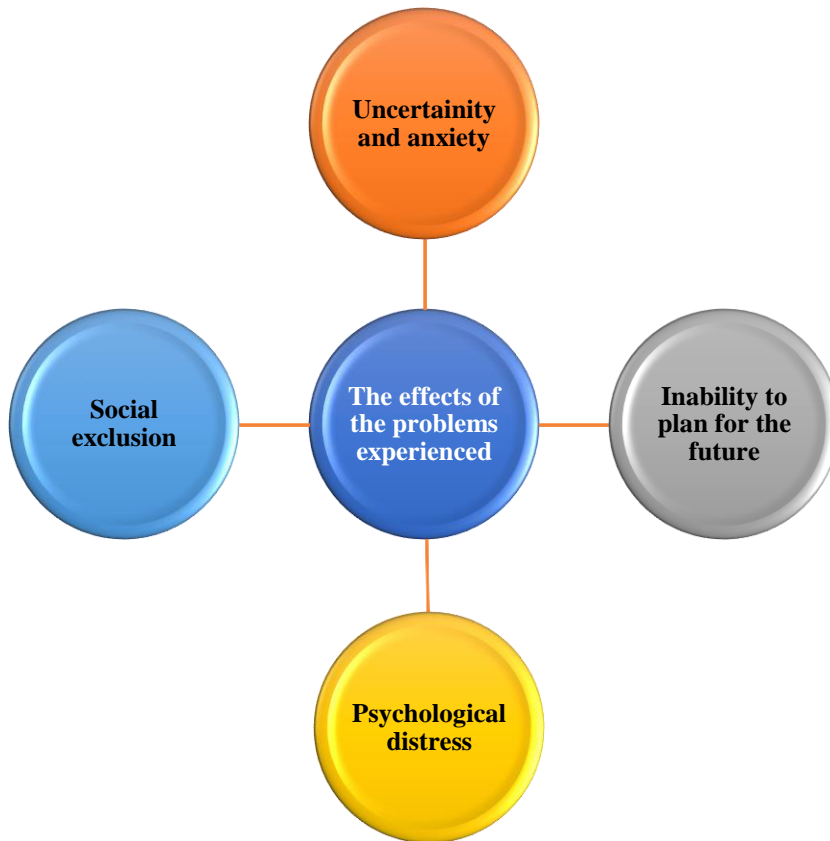 Uncertainity
and anxiety
Social
exclusion
The effects of
the problems
experienced
Inability to
plan for the
future
Psychological
distress